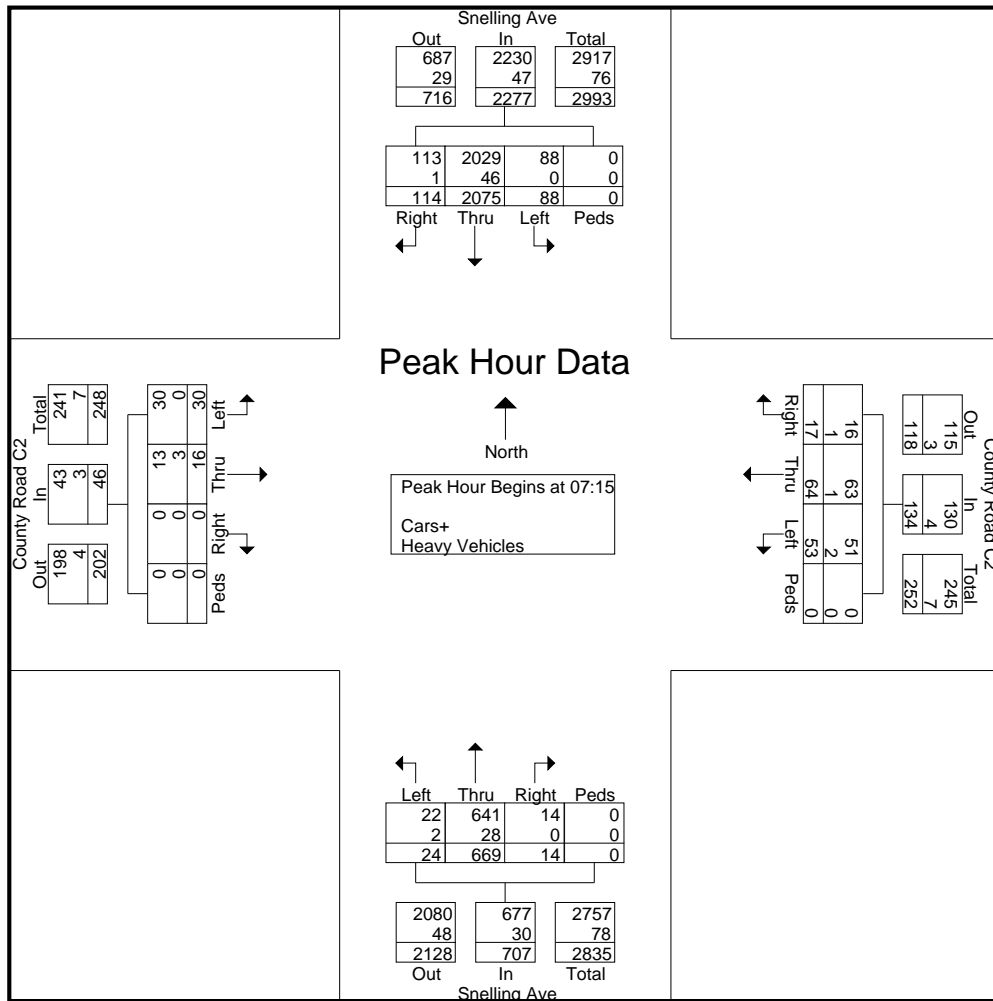 Snelling Ave
Out In Total
687 2230 2917
29 47 76
716 2277 2993
113 2029 88 0
1 46 0 0
114 2075 88 0
Right Thru Left Peds
Peak Hour Data
North
Peak Hour Begins at 07:15
Cars+
Heavy Vehicles
County Road C2
Out In Total
198 43 241
4 3 7
202 46 248
Left Thru Right Peds
30 13 0 0
0 3 0 0
30 16 0 0
Right Thru Left Peds
16 63 51 0
1 1 2 0
17 64 53 0
County Road C2
Out In Total
115 130 245
3 4 7
118 134 252
Left Thru Right Peds
22 641 14 0
2 28 0 0
24 669 14 0
2080 677 2757
48 30 78
2128 707 2835
Out In Total
Snelling Ave